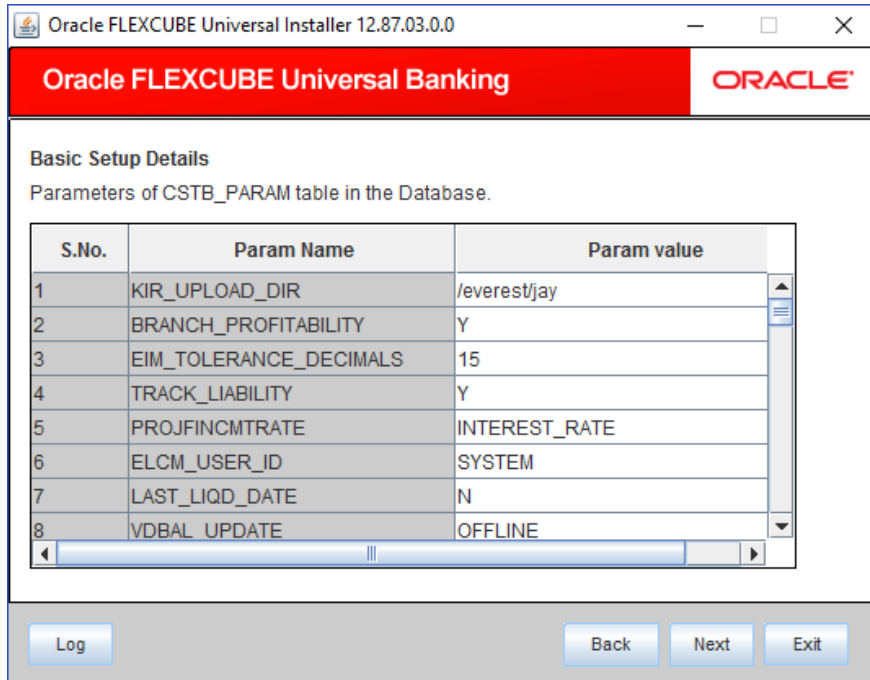 Oracle FLEXCUBE Universal Installer 12.87.03.0.0
Oracle FLEXCUBE Universal Banking
ORACLE
Basic Setup Details
Parameters of CSTB_PARAM table in the Database.
S.No. Param Name Param value
1 KIR_UPLOAD_DIR /everest/jay
2 BRANCH_PROFITABILITY Y
3 EIM_TOLERANCE_DECIMALS 15
4 TRACK_LIABILITY Y
5 PROJFINCMTRATE INTEREST_RATE
6 ELCM_USER_ID SYSTEM
7 LAST_LIQD_DATE N
8 VDBAL_UPDATE OFFLINE
Log Back Next Exit